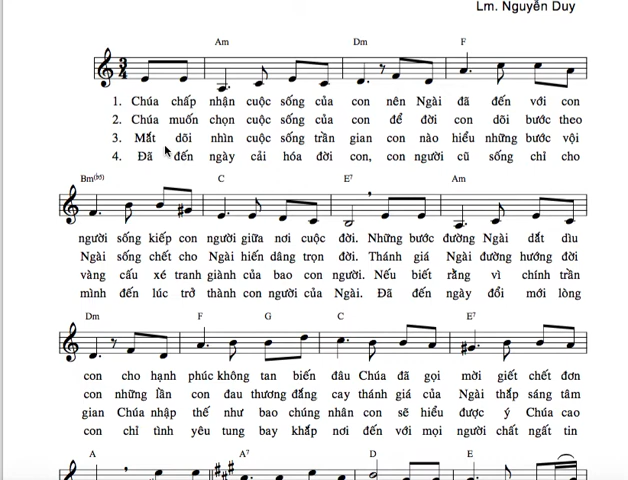 Lm. Nguyễn Duy
Am Dm F
1. Chúa chấp nhận cuộc sống của con nên Ngài đã đến với con
2. Chúa muốn chọn cuộc sống của con để đời con dõi bước theo
3. Mắt dõi nhìn cuộc sống trần gian con nào hiểu những bước vội
4. Đã đến ngày cải hóa đời con, con người cũ sống chỉ cho
Bm(b5) C E7 Am
người sống kiếp con người giữa nơi cuộc đời. Những bước đường Ngài dắt dìu
Ngài sống chết cho Ngài hiến dâng trọn đời. Thánh giá Ngài đường hướng đời
vàng cấu xé tranh giành của bao con người. Nếu biết rằng vì chính trần
mình đến lúc trở thành con người của Ngài. Đã đến ngày đổi mới lòng
Dm F G C E7
con cho hạnh phúc không tan biến đâu Chúa đã gọi mời giết chết đơn
con những lần con đau thương đắng cay thánh giá của Ngài thắp sáng tâm
gian Chúa nhập thế như bao chúng nhân con sẽ hiểu được ý Chúa cao
con chỉ tình yêu tung bay khắp nơi đến với mọi người chất ngất tin
A A7 D E